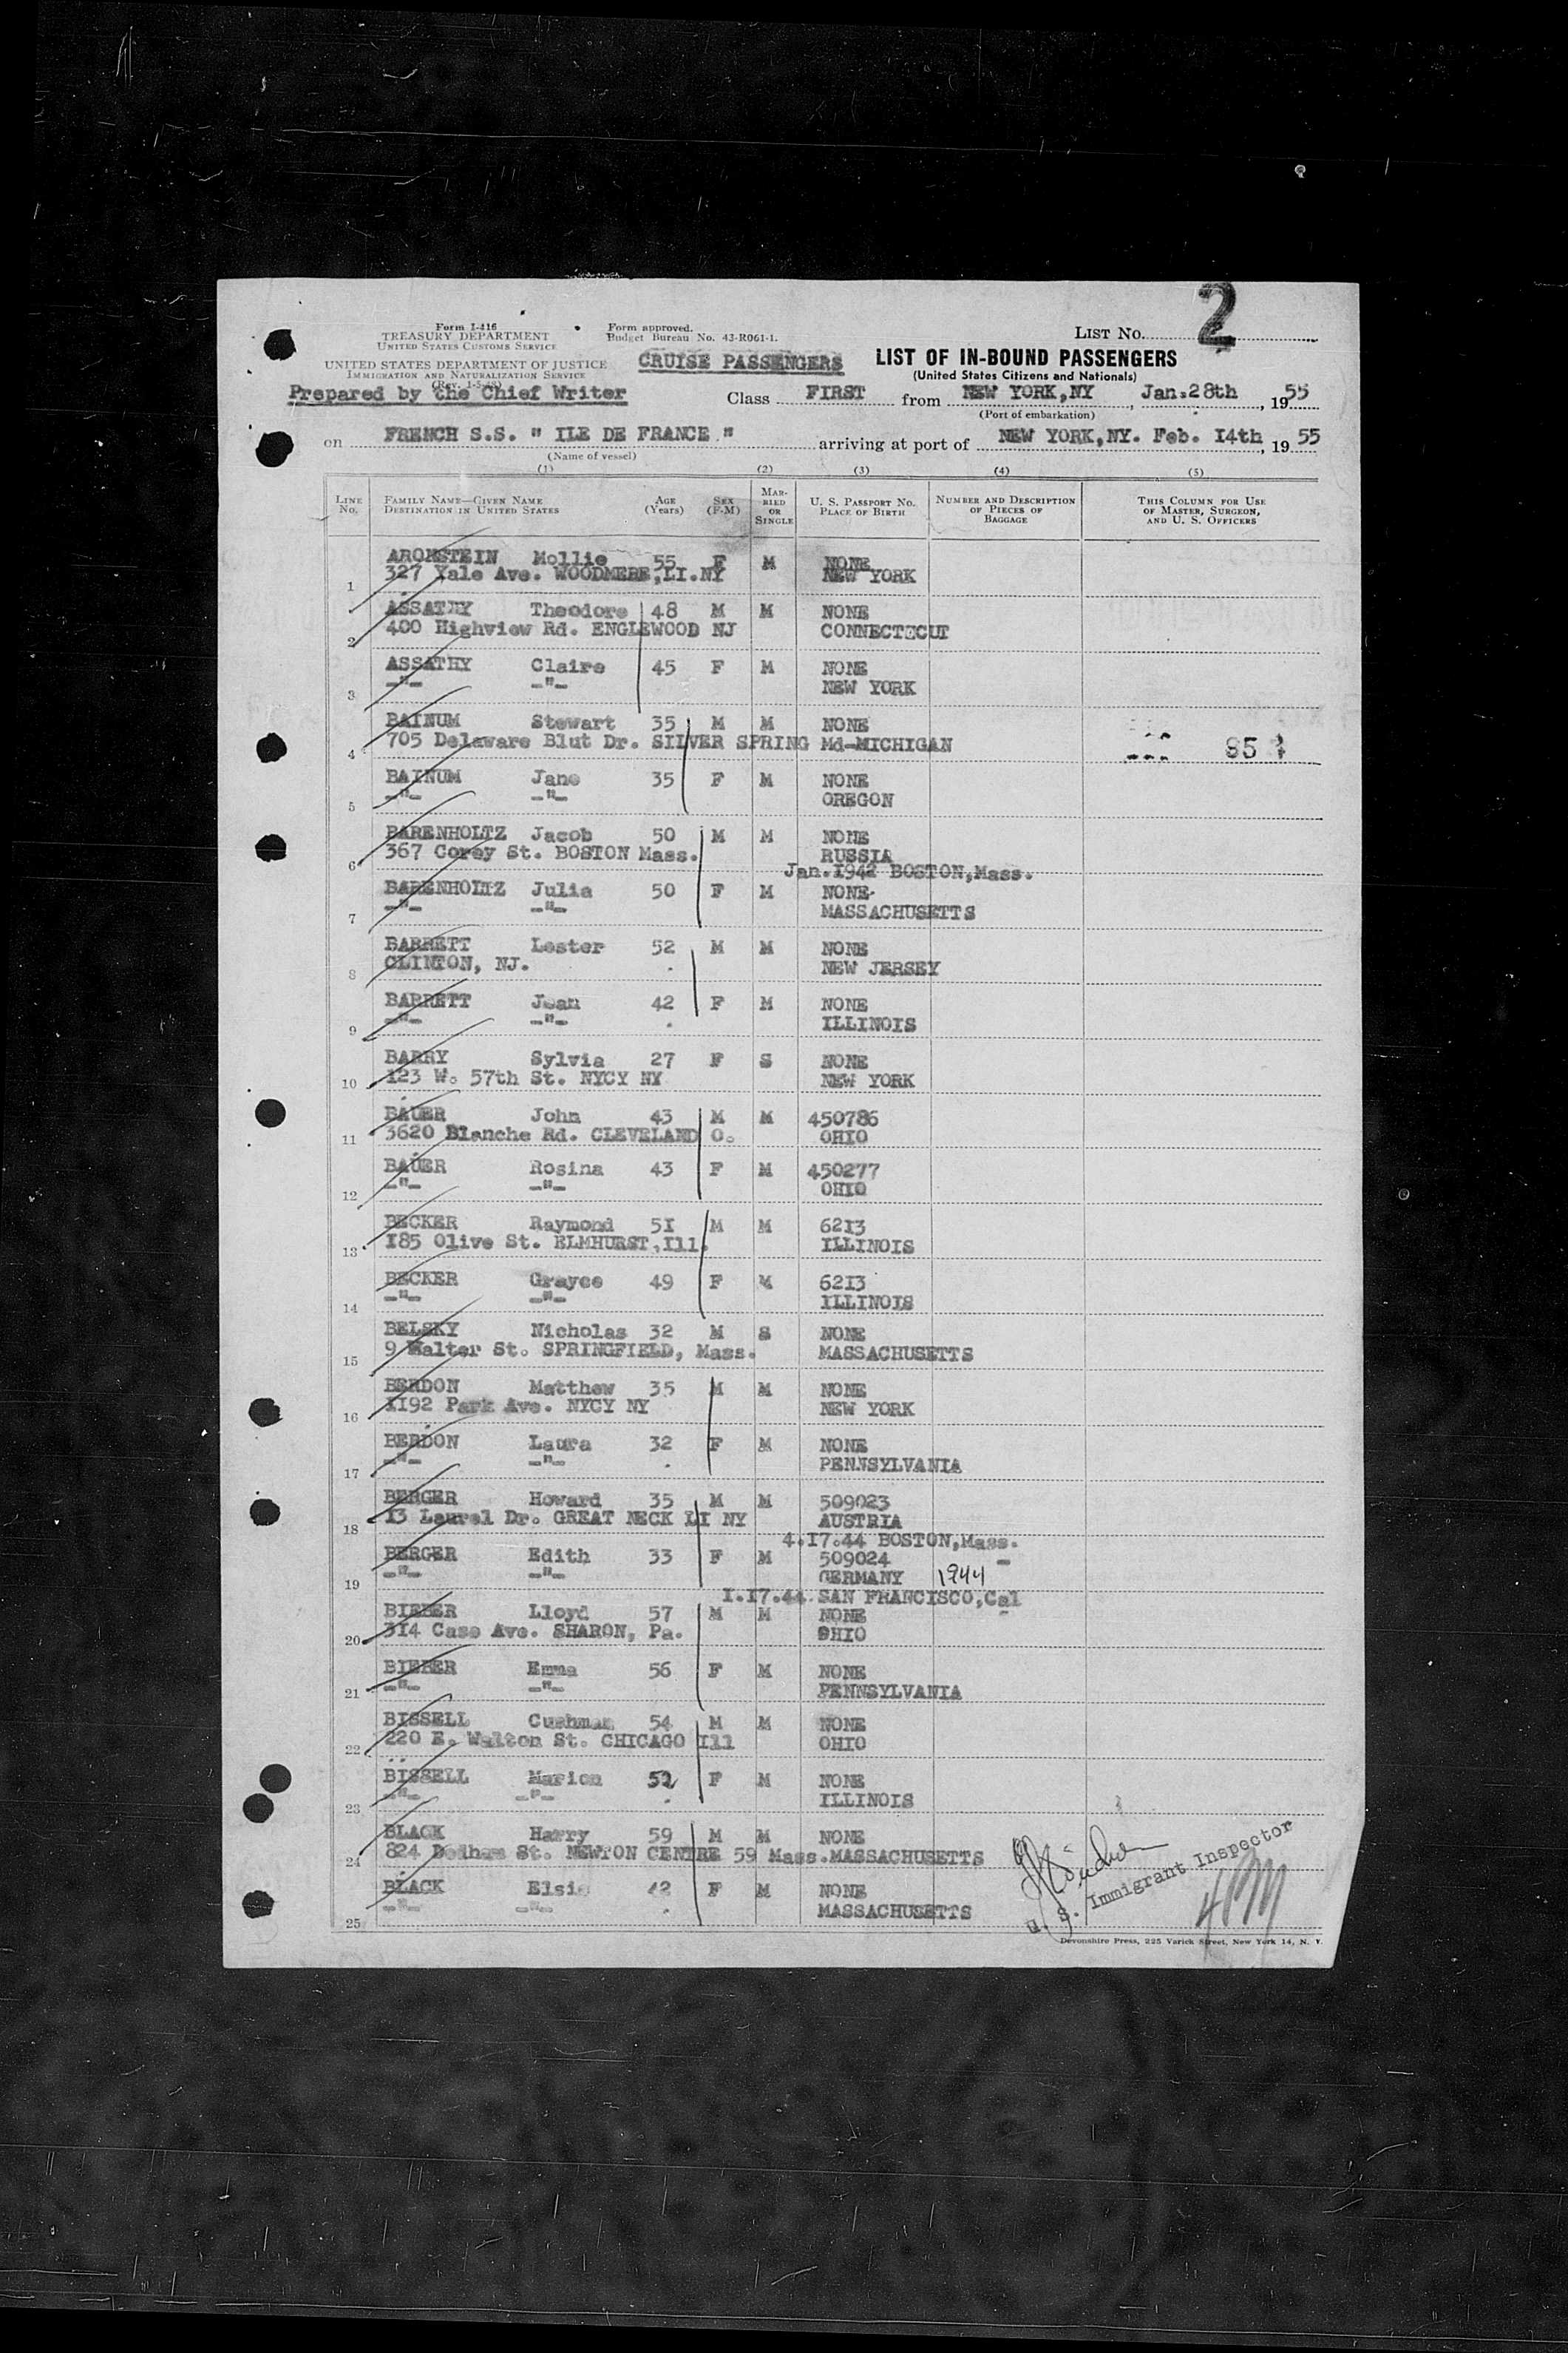 Form I-416
TREASURY DEPARTMENT
UNITED STATES CUSTOMS SERVICE
Form approved.
Budget Bureau No. 43-R061-1.
LIST No. 2
UNITED STATES DEPARTMENT OF JUSTICE
IMMIGRATION AND NATURALIZATION SERVICE
CRUISE PASSENGERS
LIST OF IN-BOUND PASSENGERS
(United States Citizens and Nationals)
Prepared by the Chief Writer
Class FIRST from NEW YORK,NY , Jan.28th , 1955
(Port of embarkation)
on FRENCH S.S. " ILE DE FRANCE " arriving at port of NEW YORK,NY. Feb. I4th , 1955
(Name of vessel)
(1) (2) (3) (4) (5)
LINE No. FAMILY NAME—GIVEN NAME DESTINATION IN UNITED STATES AGE (Years) SEX (F-M) MARRIED OR SINGLE U. S. PASSPORT NO. PLACE OF BIRTH NUMBER AND DESCRIPTION OF PIECES OF BAGGAGE THIS COLUMN FOR USE OF MASTER, SURGEON, AND U. S. OFFICERS
ARONSTEIN Mollie 55 F M NONE
1 327 Yale Ave. WOODMERE,LI.NY NEW YORK
ASSATHY Theodore 48 M M NONE
2 400 Highview Rd. ENGLEWOOD NJ CONNECTECUT
ASSATHY Claire 45 F M NONE
3 -"- -"- NEW YORK
BAINUM Stewart 35 M M NONE
4 705 Delaware Blut Dr. SILVER SPRING Md-MICHIGAN
BAINUM Jane 35 F M NONE
5 -"- -"- OREGON
BARENHOLTZ Jacob 50 M M NONE
6 367 Corey St. BOSTON Mass. RUSSIA
Jan.I942 BOSTON,Mass.
BARENHOLTZ Julia 50 F M NONE
7 -"- -"- MASSACHUSETTS
BARRETT Lester 52 M M NONE
8 CLINTON, NJ. NEW JERSEY
BARRETT Jean 42 F M NONE
9 -"- -"- ILLINOIS
BARRY Sylvia 27 F S NONE
10 I23 W. 57th St. NYCY NY NEW YORK
BAUER John 43 M M 450786
11 3620 Blanche Rd. CLEVELAND O. OHIO
BAUER Rosina 43 F M 450277
12 -"- -"- OHIO
BECKER Raymond 5I M M 62I3
13 I85 Olive St. ELMHURST,Ill. ILLINOIS
BECKER Grayce 49 F M 62I3
14 -"- -"- ILLINOIS
BELSKY Nicholas 32 M S NONE
15 9 Walter St. SPRINGFIELD, Mass. MASSACHUSETTS
BERDON Matthew 35 M M NONE
16 II92 Park Ave. NYCY NY NEW YORK
BERDON Laura 32 F M NONE
17 -"- -"- PENNSYLVANIA
BERGER Howard 35 M M 509023
18 I3 Laurel Dr. GREAT NECK LI NY AUSTRIA
4.I7.44 BOSTON,Mass.
BERGER Edith 33 F M 509024
19 -"- -"- GERMANY 1944
I.I7.44 SAN FRANCISCO,Cal
BIEBER Lloyd 57 M M NONE
20 3I4 Case Ave. SHARON, Pa. OHIO
BIEBER Emma 56 F M NONE
21 -"- -"- PENNSYLVANIA
BISSELL Cushman 54 M M NONE
22 220 E. Walton St. CHICAGO Ill OHIO
BISSELL Marion 52 F M NONE
23 -"- -"- ILLINOIS
BLACK Harry 59 M M NONE
24 824 Dedham St. NEWTON CENTRE 59 Mass.MASSACHUSETTS
BLACK Elsie 42 F M NONE
25 -"- -"- MASSACHUSETTS
U. S. Immigrant Inspector
Devonshire Press, 225 Varick Street, New York 14, N. Y.